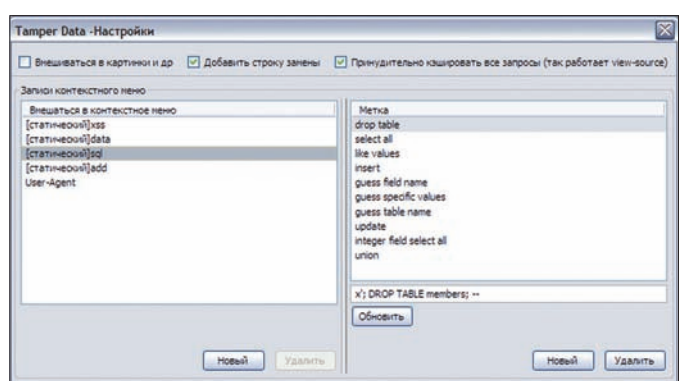 Tamper Data -Настройки
Вмешиваться в картинки и др Добавить строку замены Принудительно кэшировать все запросы (так работает view-source)
Записи контекстного меню
Вмешаться в контекстное меню
[статический]xss
[статический]data
[статический]sql
[статический]add
User-Agent
Метка
drop table
select all
like values
insert
guess field name
guess specific values
guess table name
update
integer field select all
union
x'; DROP TABLE members; --
Обновить
Новый Удалить
Новый Удалить